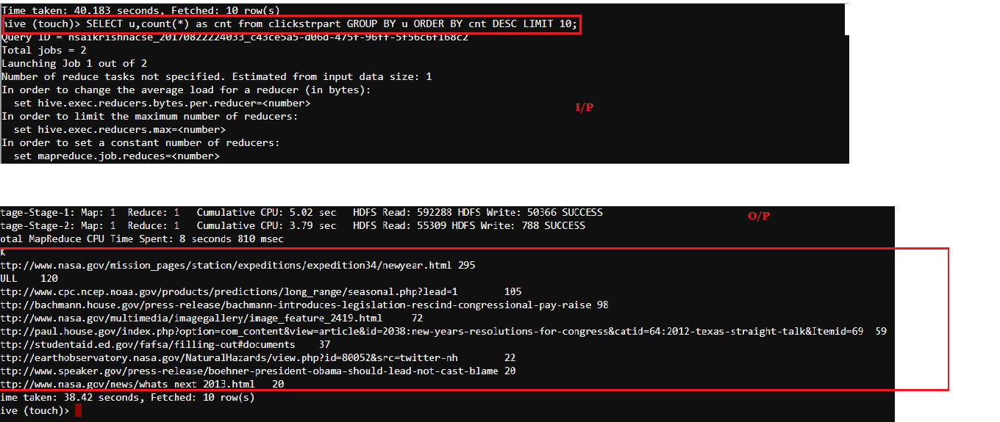 Time taken: 40.183 seconds, Fetched: 10 row(s)
hive (touch)> SELECT u,count(*) as cnt from clickstrpart GROUP BY u ORDER BY cnt DESC LIMIT 10;
Query ID = nsaikrishnacse_20170822224033_c43ce5a5-d06d-475f-96ff-5f56c6f168c2
Total jobs = 2
Launching Job 1 out of 2
Number of reduce tasks not specified. Estimated from input data size: 1
In order to change the average load for a reducer (in bytes):
set hive.exec.reducers.bytes.per.reducer=<number>
I/P
In order to limit the maximum number of reducers:
set hive.exec.reducers.max=<number>
In order to set a constant number of reducers:
set mapreduce.job.reduces=<number>
tage-Stage-1: Map: 1 Reduce: 1 Cumulative CPU: 5.02 sec HDFS Read: 592288 HDFS Write: 50366 SUCCESS
O/P
tage-Stage-2: Map: 1 Reduce: 1 Cumulative CPU: 3.79 sec HDFS Read: 55309 HDFS Write: 788 SUCCESS
otal MapReduce CPU Time Spent: 8 seconds 810 msec
K
ttp://www.nasa.gov/mission_pages/station/expeditions/expedition34/newyear.html 295
ULL 120
ttp://www.cpc.ncep.noaa.gov/products/predictions/long_range/seasonal.php?lead=1 105
ttp://bachmann.house.gov/press-release/bachmann-introduces-legislation-rescind-congressional-pay-raise 98
ttp://www.nasa.gov/multimedia/imagegallery/image_feature_2419.html 72
ttp://paul.house.gov/index.php?option=com_content&view=article&id=2038:new-years-resolutions-for-congress&catid=64:2012-texas-straight-talk&Itemid=69 59
ttp://studentaid.ed.gov/fafsa/filling-out#documents 37
ttp://earthobservatory.nasa.gov/NaturalHazards/view.php?id=80052&src=twitter-nh 22
ttp://www.speaker.gov/press-release/boehner-president-obama-should-lead-not-cast-blame 20
ttp://www.nasa.gov/news/whats_next_2013.html 20
ime taken: 38.42 seconds, Fetched: 10 row(s)
ive (touch)>